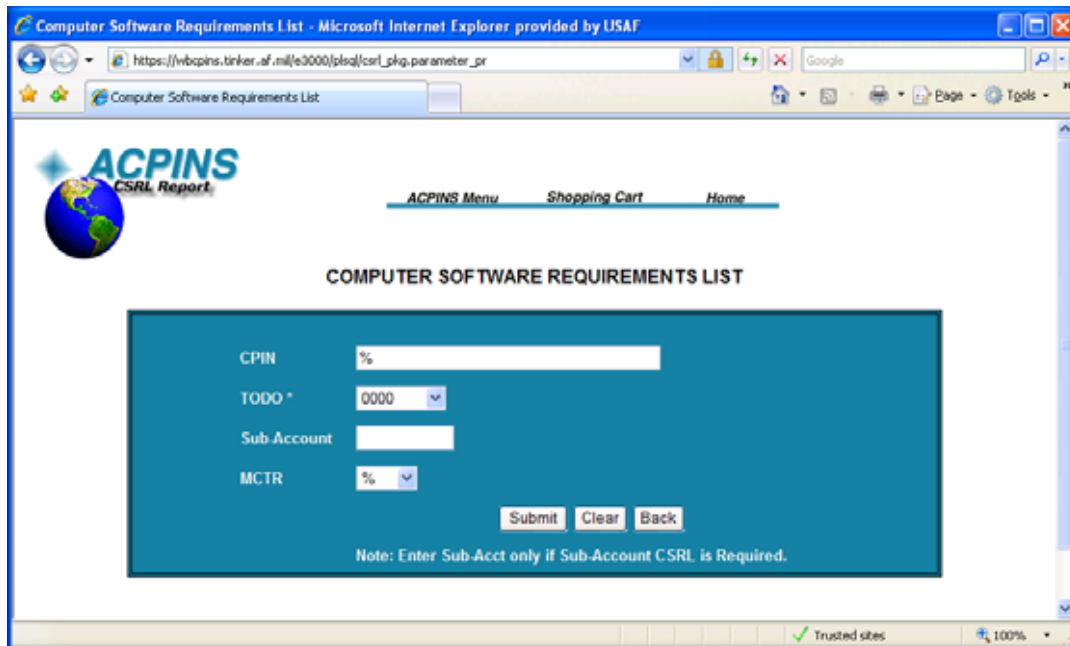 Computer Software Requirements List - Microsoft Internet Explorer provided by USAF
https://wbcpins.tinker.af.mil/e3000/plsql/csrl_pkg.parameter_pr
Google
Computer Software Requirements List
Page
Tools
ACPINS
CSRL Report
ACPINS Menu Shopping Cart Home
COMPUTER SOFTWARE REQUIREMENTS LIST
CPIN %
TODO * 0000
Sub-Account
MCTR %
Submit Clear Back
Note: Enter Sub-Acct only if Sub-Account CSRL is Required.
Trusted sites 100%